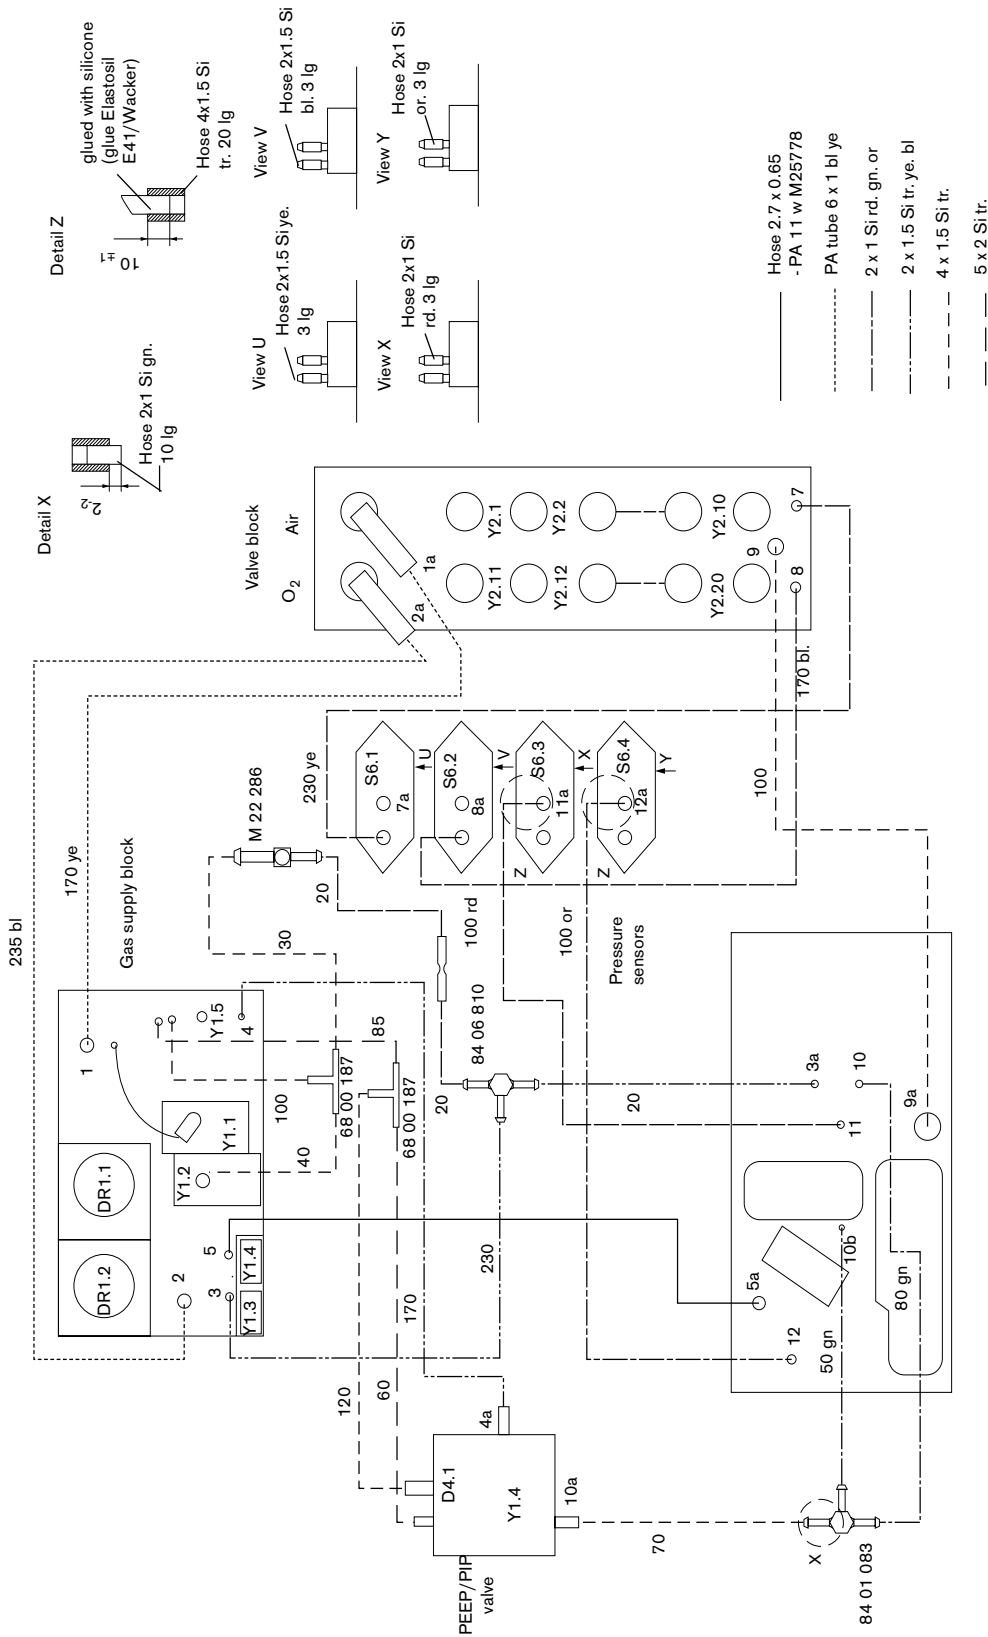 Detail X
2-2
Hose 2x1 Si gn.
10 lg
Detail Z
10 ±1
glued with silicone
(glue Elastosil
E41/Wacker)
Hose 4x1.5 Si
tr. 20 lg
View U
Hose 2x1.5 Si ye.
3 lg
View V
Hose 2x1.5 Si
bl. 3 lg
View X
Hose 2x1 Si
rd. 3 lg
View Y
Hose 2x1 Si
or. 3 lg
235 bl
170 ye
Gas supply block
DR1.2
DR1.1
1
2
Y1.2
Y1.1
Y1.5
4
3
5
Y1.3
Y1.4
M 22 286
30
20
100
40
68 00 187
85
68 00 187
120
60
170
230
20
84 06 810
20
100 rd
100 or
230 ye
S6.1
7a
U
S6.2
8a
V
S6.3
11a
X
Z
S6.4
12a
Y
Z
Pressure
sensors
Valve block
O2
Air
2a
1a
Y2.11
Y2.1
Y2.12
Y2.2
Y2.20
Y2.10
9
8
7
170 bl.
100
PEEP/PIP
valve
D4.1
Y1.4
4a
10a
70
X
84 01 083
12
5a
50 gn
10b
80 gn
11
3a
10
9a
Hose 2.7 x 0.65
- PA 11 w M25778
PA tube 6 x 1 bl ye
2 x 1 Si rd. gn. or
2 x 1.5 Si tr. ye. bl
4 x 1.5 Si tr.
5 x 2 Si tr.